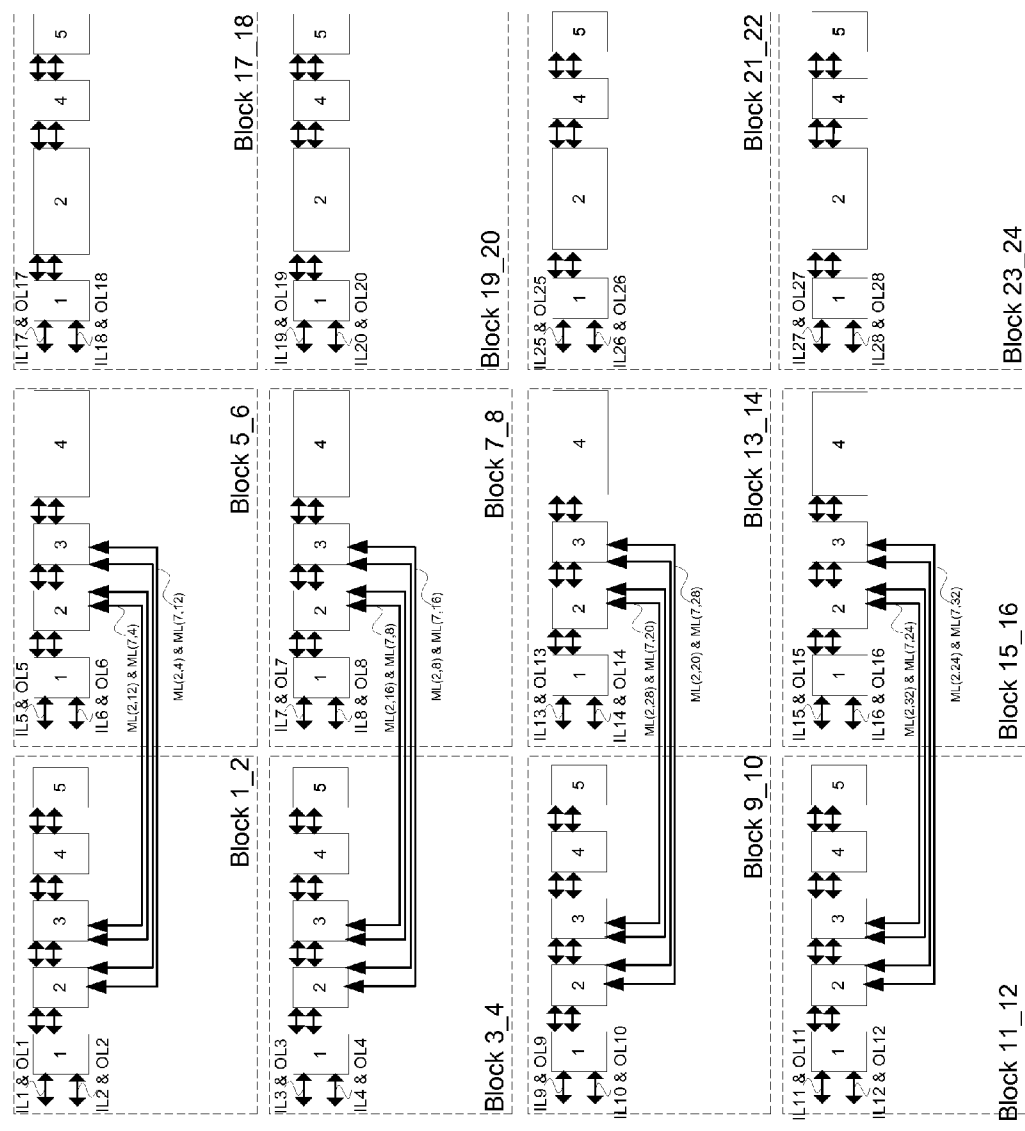 IL1 & OL1
1
2
3
4
5
IL2 & OL2
Block 1_2
IL5 & OL5
1
2
3
4
IL6 & OL6
ML(2,12) & ML(7,4)
ML(2,4) & ML(7,12)
Block 5_6
IL17 & OL17
1
2
4
5
IL18 & OL18
Block 17_18
IL3 & OL3
1
2
3
4
5
IL4 & OL4
Block 3_4
IL7 & OL7
1
2
3
4
IL8 & OL8
ML(2,16) & ML(7,8)
ML(2,8) & ML(7,16)
Block 7_8
IL19 & OL19
1
2
4
5
IL20 & OL20
Block 19_20
IL9 & OL9
1
2
3
4
5
IL10 & OL10
Block 9_10
IL13 & OL13
1
2
3
4
IL14 & OL14
ML(2,28) & ML(7,20)
ML(2,20) & ML(7,28)
Block 13_14
IL25 & OL25
1
2
4
5
IL26 & OL26
Block 21_22
IL11 & OL11
1
2
3
4
5
IL12 & OL12
Block 11_12
IL15 & OL15
1
2
3
4
IL16 & OL16
ML(2,32) & ML(7,24)
ML(2,24) & ML(7,32)
Block 15_16
IL27 & OL27
1
2
4
5
IL28 & OL28
Block 23_24